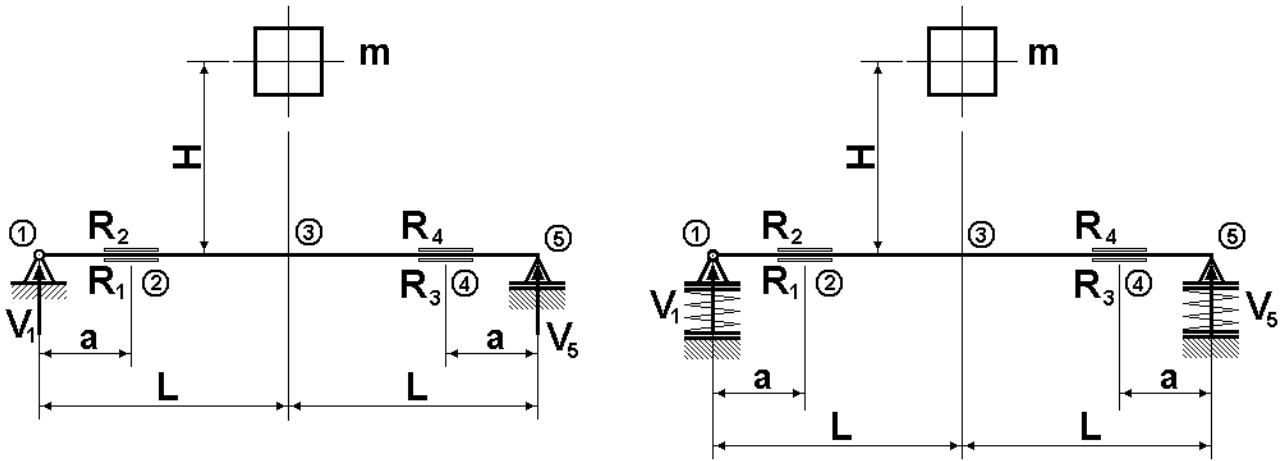 m
H
① R₂ ③ R₄ ⑤
R₁ ② R₃ ④
V₁ a a V₅
L L
m
H
① R₂ ③ R₄ ⑤
R₁ ② R₃ ④
V₁ V₅
a a
L L